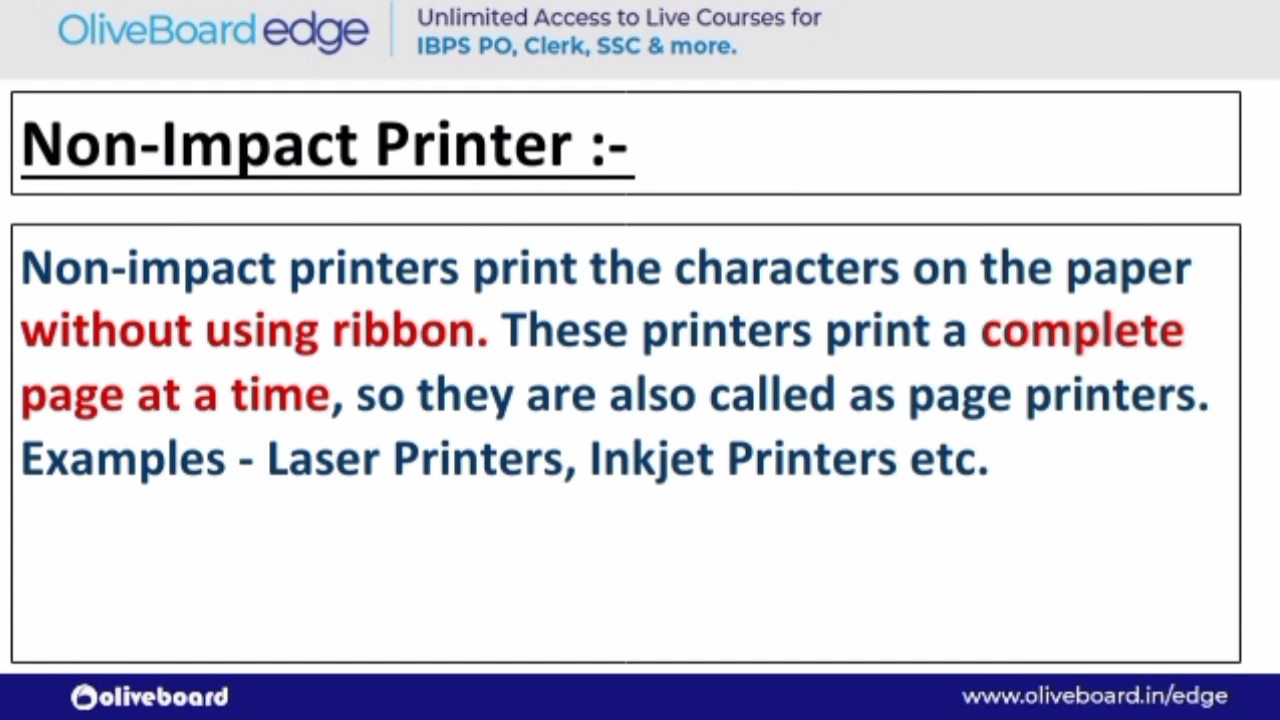 OliveBoard edge
Unlimited Access to Live Courses for
IBPS PO, Clerk, SSC & more.
Non-Impact Printer :-
Non-impact printers print the characters on the paper
without using ribbon. These printers print a complete
page at a time, so they are also called as page printers.
Examples - Laser Printers, Inkjet Printers etc.
oliveboard
www.oliveboard.in/edge